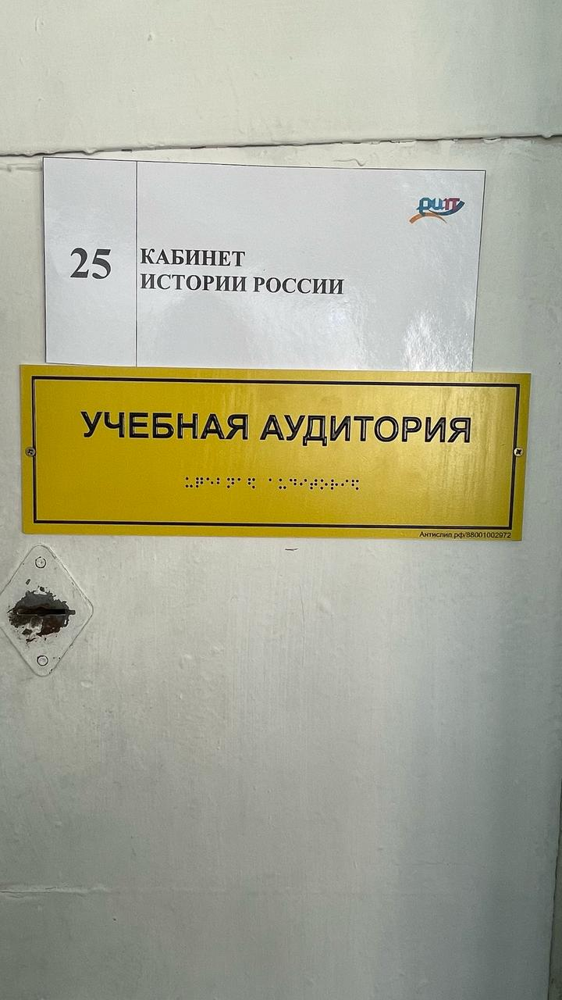 25
КАБИНЕТ
ИСТОРИИ РОССИИ
УЧЕБНАЯ АУДИТОРИЯ
Антислип.рф/88001002972